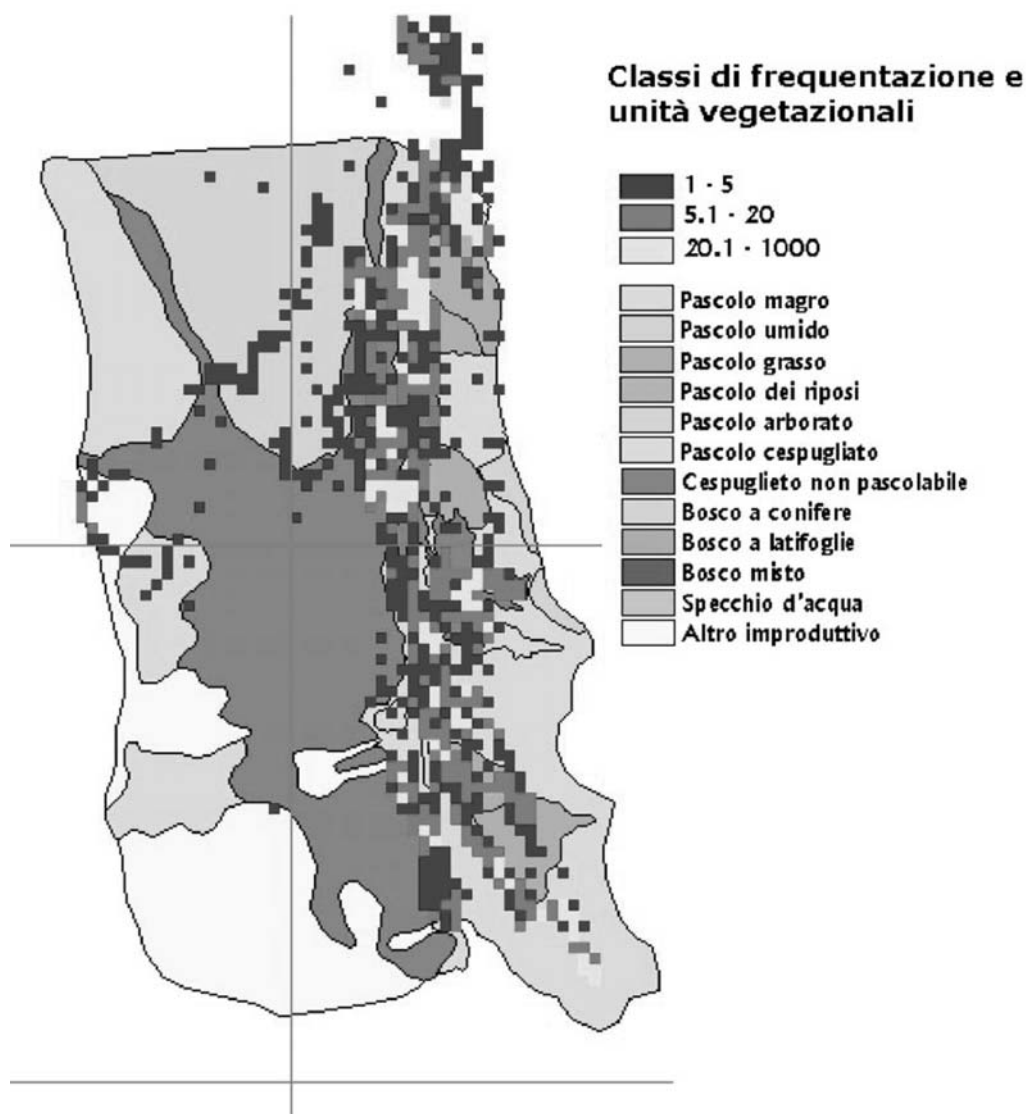 Classi di frequentazione e
unità vegetazionali
1 - 5
5.1 - 20
20.1 - 1000
Pascolo magro
Pascolo umido
Pascolo grasso
Pascolo dei riposi
Pascolo arborato
Pascolo cespugliato
Cespuglieto non pascolabile
Bosco a conifere
Bosco a latifoglie
Bosco misto
Specchio d'acqua
Altro improduttivo